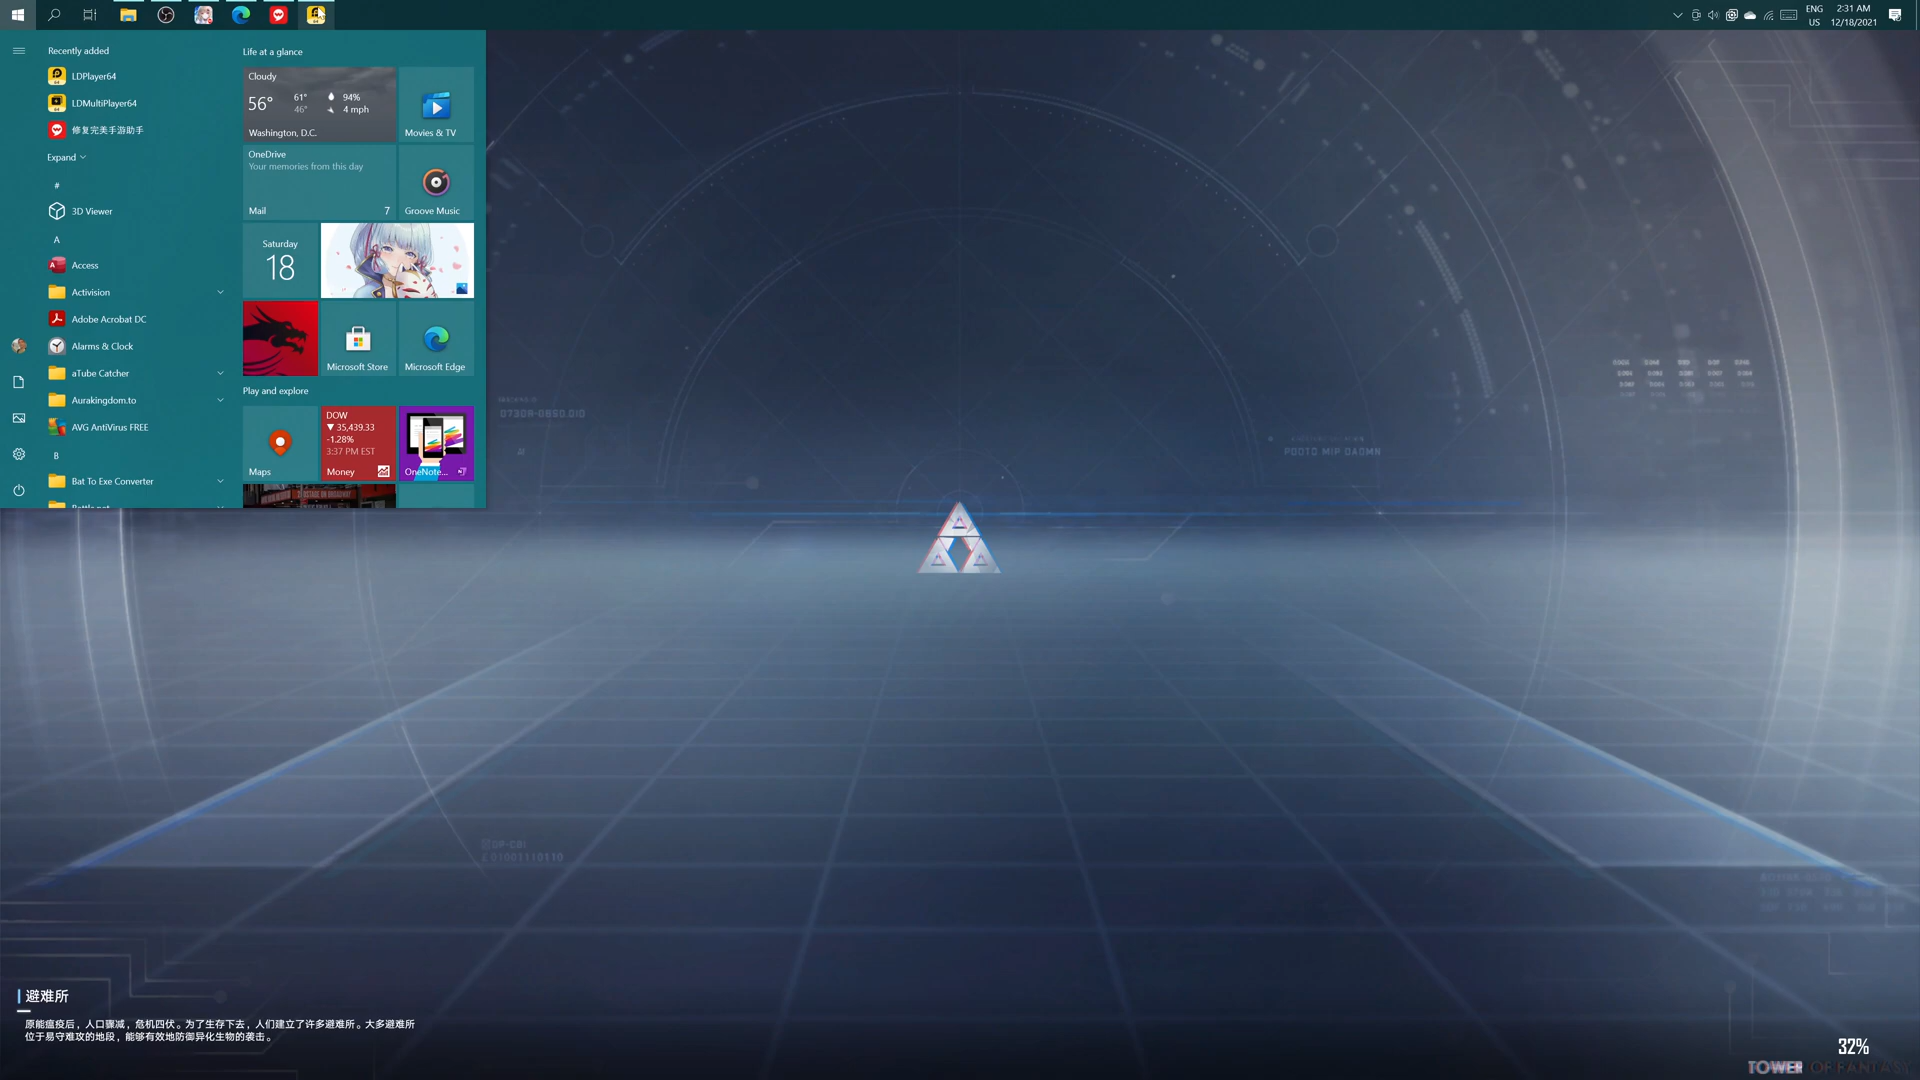 ENG
US
2:31 AM
12/18/2021
Recently added
LDPlayer64
LDMultiPlayer64
修复完美手游助手
Expand
#
3D Viewer
A
Access
Activision
Adobe Acrobat DC
Alarms & Clock
aTube Catcher
Aurakingdom.to
AVG AntiVirus FREE
B
Bat To Exe Converter
Battle.net
Life at a glance
Cloudy
56°
61°
46°
94%
4 mph
Washington, D.C.
Movies & TV
OneDrive
Your memories from this day
Mail
7
Groove Music
Saturday
18
Microsoft Store
Microsoft Edge
Play and explore
Maps
DOW
▼ 35,439.33
-1.28%
3:37 PM EST
Money
OneNote...
避难所
原能瘟疫后，人口骤减，危机四伏。为了生存下去，人们建立了许多避难所。大多避难所
位于易守难攻的地段，能够有效地防御异化生物的袭击。
32%
TOWER OF FANTASY